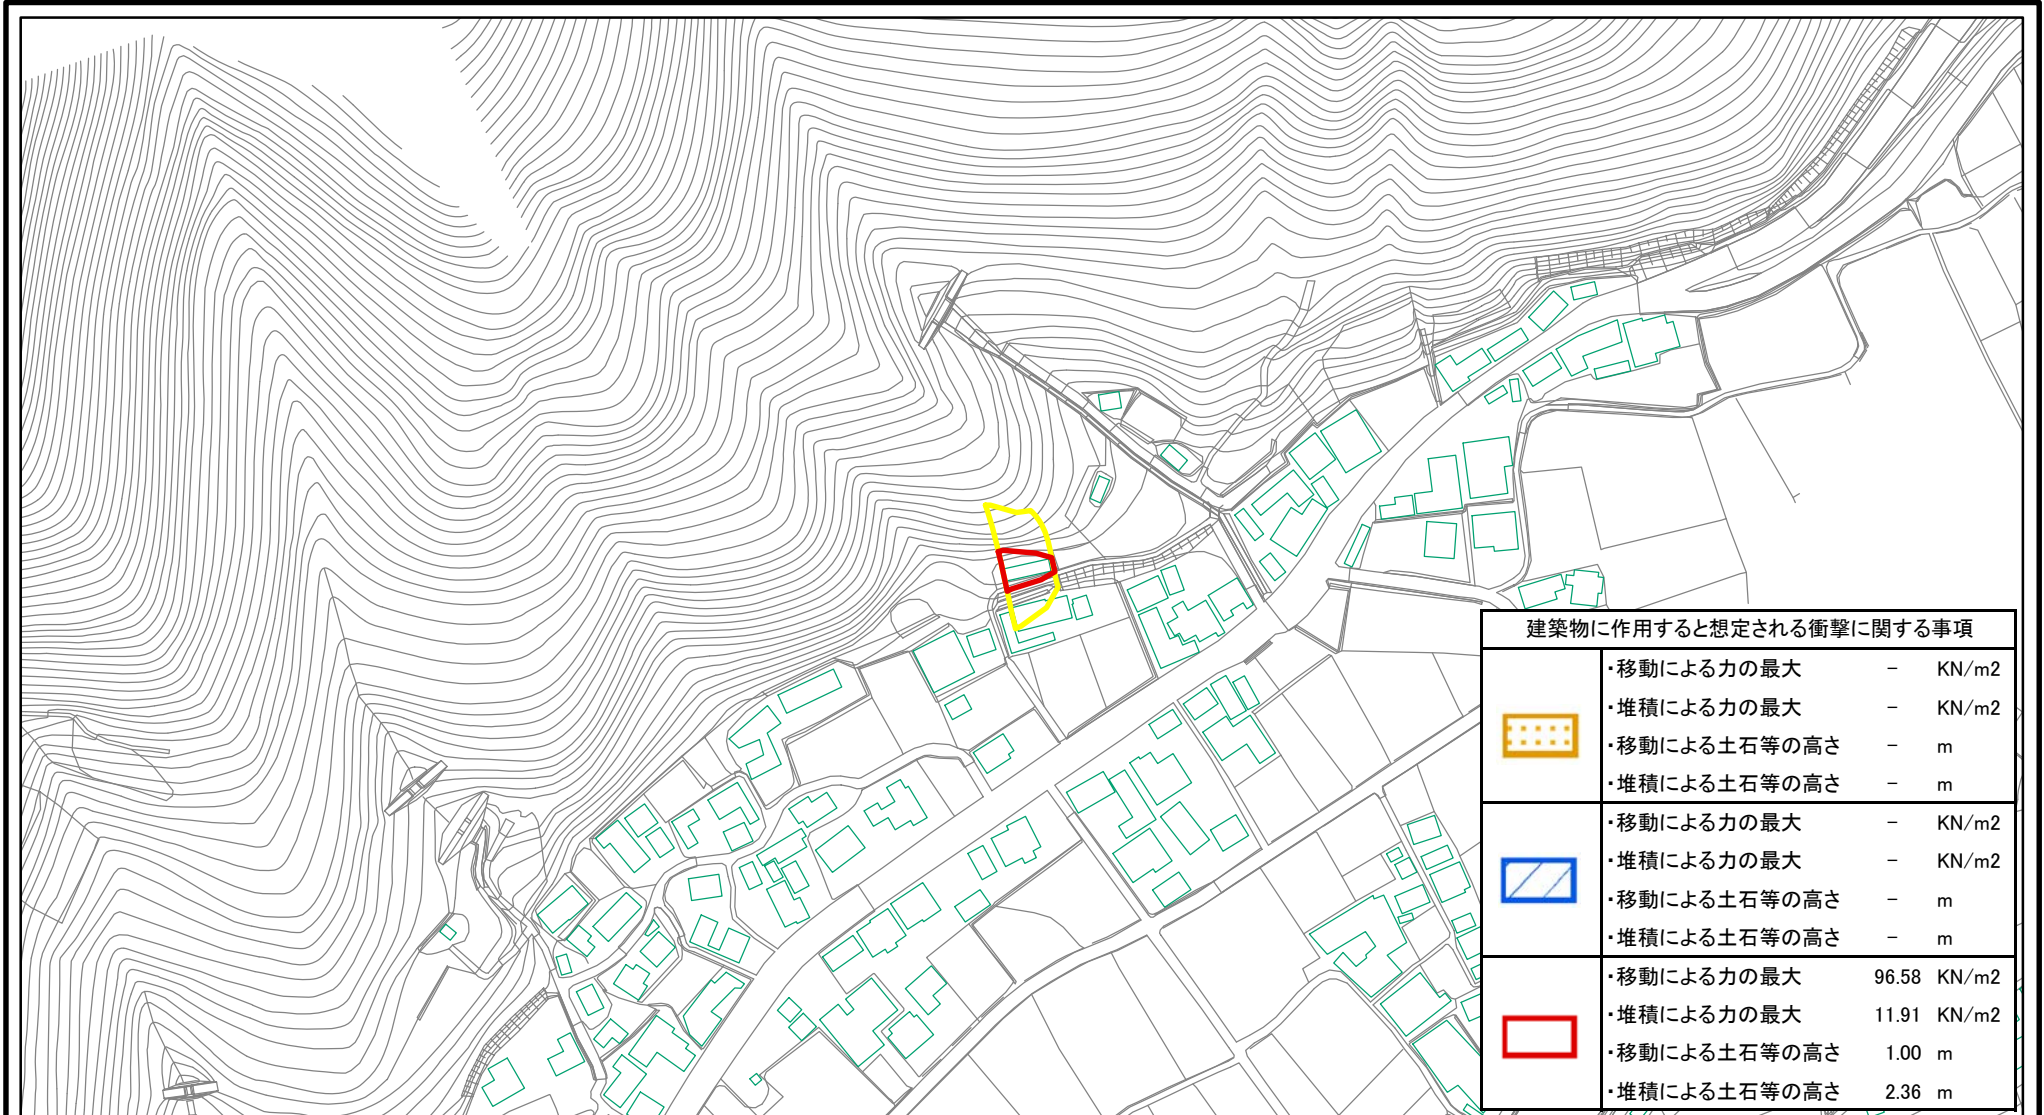 建築物に作用すると想定される衝撃に関する事項
・移動による力の最大 - KN/m2
・堆積による力の最大 - KN/m2
・移動による土石等の高さ - m
・堆積による土石等の高さ - m
・移動による力の最大 - KN/m2
・堆積による力の最大 - KN/m2
・移動による土石等の高さ - m
・堆積による土石等の高さ - m
・移動による力の最大 96.58 KN/m2
・堆積による力の最大 11.91 KN/m2
・移動による土石等の高さ 1.00 m
・堆積による土石等の高さ 2.36 m